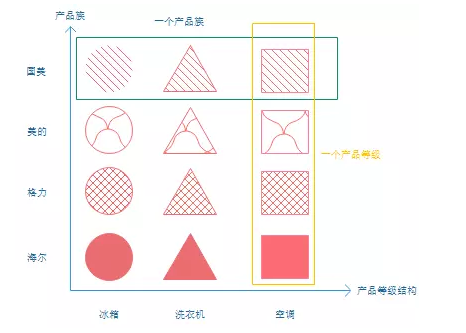 产品族
一个产品族
国美
美的
一个产品等级
格力
海尔
产品等级结构
冰箱
洗衣机
空调